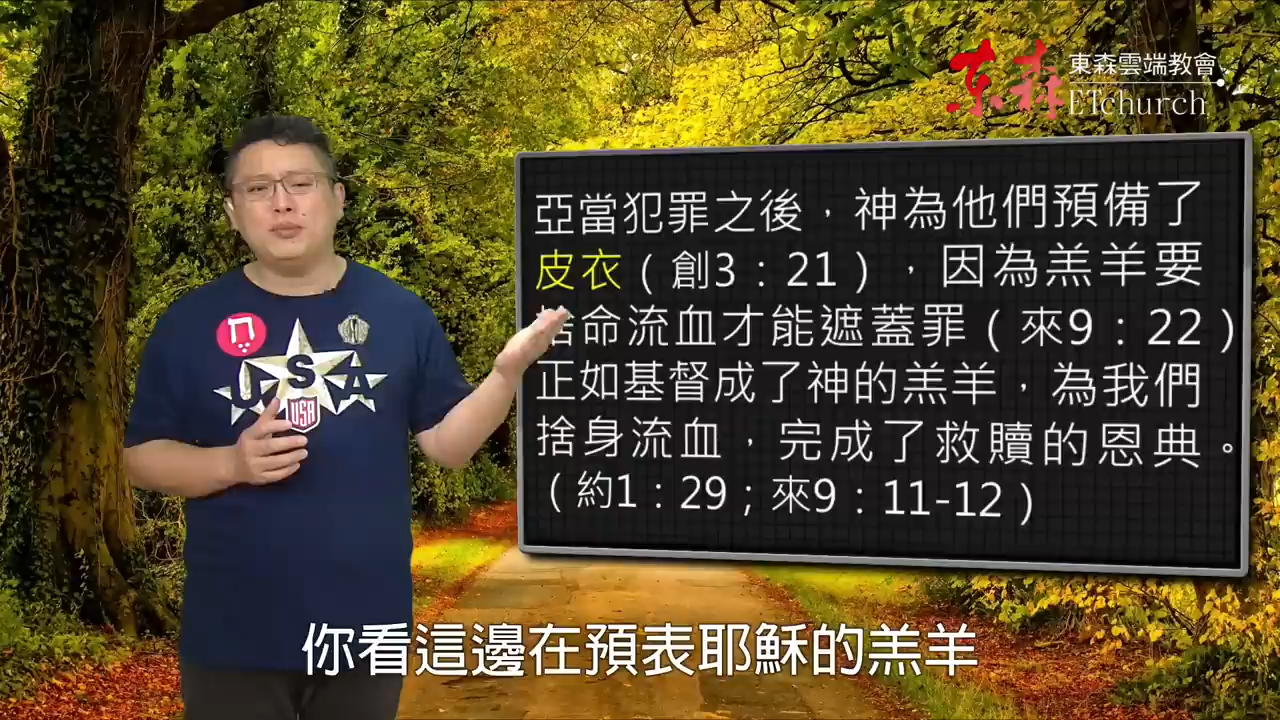 東森
東森雲端教會
ETchurch
亞當犯罪之後，神為他們預備了
皮衣（創3：21），因為羔羊要
捨命流血才能遮蓋罪（來9：22）
正如基督成了神的羔羊，為我們
捨身流血，完成了救贖的恩典。
（約1：29；來9：11-12）
USA
USA
你看這邊在預表耶穌的羔羊